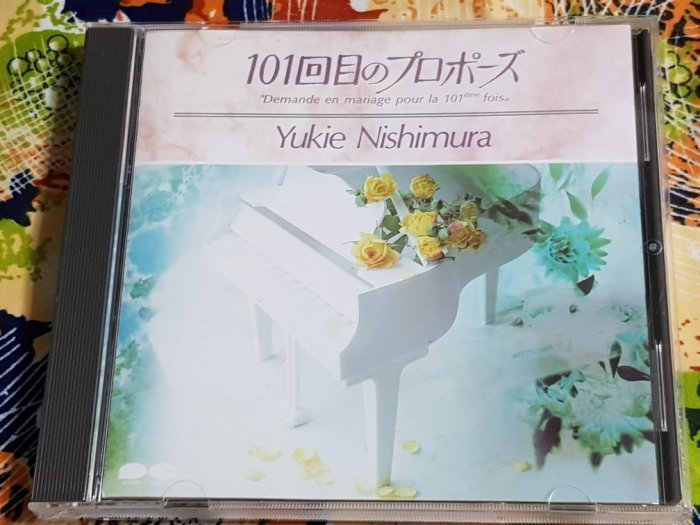 101回目のプロポーズ
"Demande en mariage pour la 101ème fois„
Yukie Nishimura